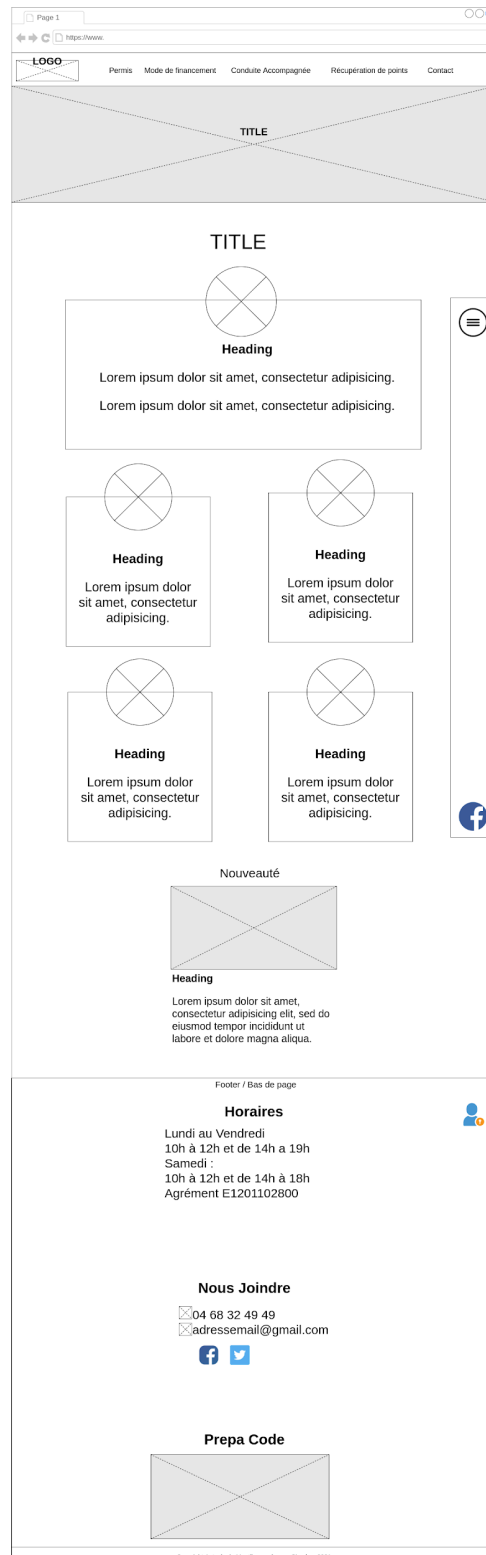 Page 1
https://www.
LOGO
Permis Mode de financement Conduite Accompagnée Récupération de points Contact
TITLE
TITLE
Heading
Lorem ipsum dolor sit amet, consectetur adipisicing.
Lorem ipsum dolor sit amet, consectetur adipisicing.
Heading
Lorem ipsum dolor
sit amet, consectetur
adipisicing.
Heading
Lorem ipsum dolor
sit amet, consectetur
adipisicing.
Heading
Lorem ipsum dolor
sit amet, consectetur
adipisicing.
Heading
Lorem ipsum dolor
sit amet, consectetur
adipisicing.
Nouveauté
Heading
Lorem ipsum dolor sit amet,
consectetur adipisicing elit, sed do
eiusmod tempor incididunt ut
labore et dolore magna aliqua.
Footer / Bas de page
Horaires
Lundi au Vendredi
10h à 12h et de 14h a 19h
Samedi :
10h à 12h et de 14h à 18h
Agrément E1201102800
Nous Joindre
04 68 32 49 49
adressemail@gmail.com
Prepa Code